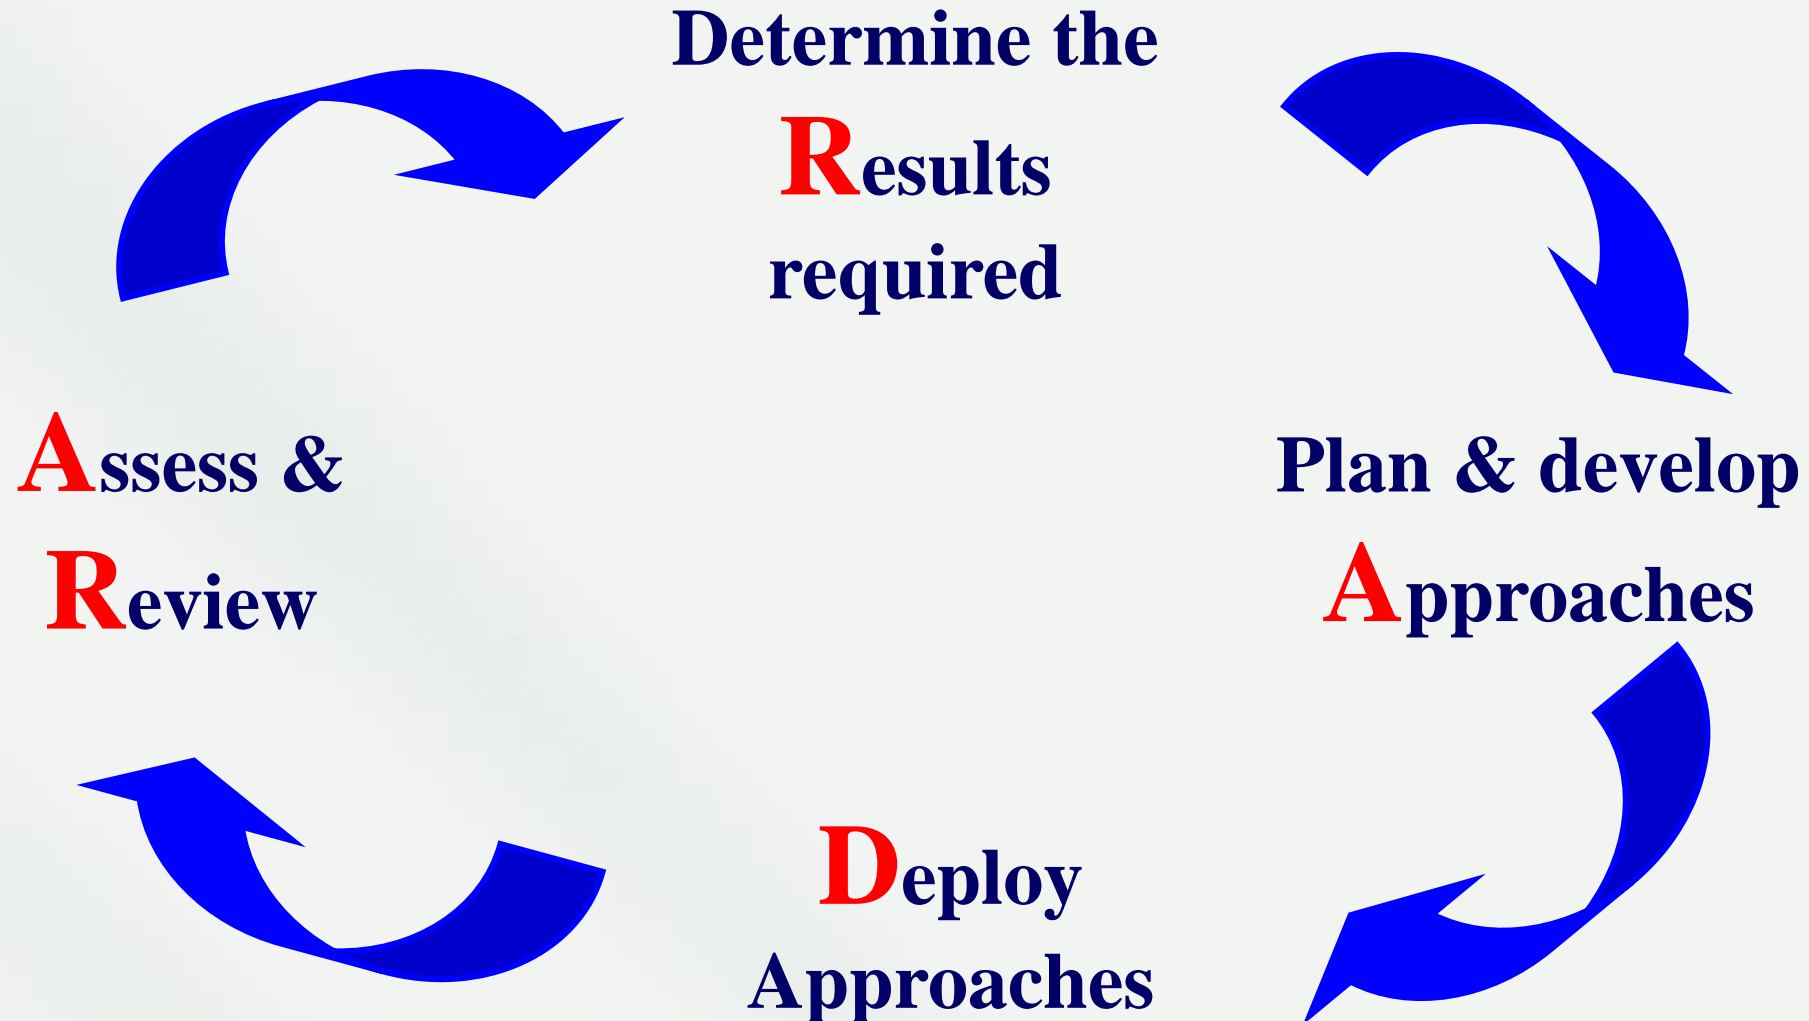 Determine the
Results
required
Plan & develop
Approaches
Deploy
Approaches
Assess &
Review